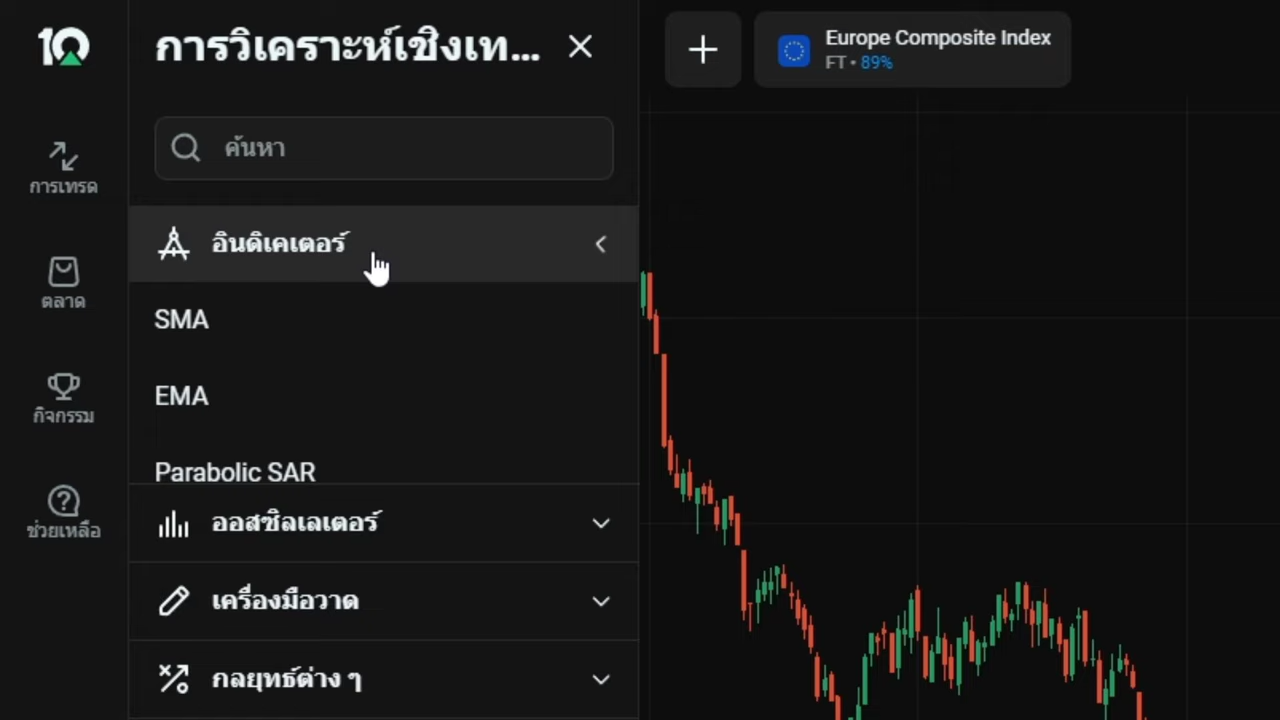 10
การวิเคราะห์เชิงเท...
ค้นหา
การเทรด
ตลาด
กิจกรรม
ช่วยเหลือ
อินดิเคเตอร์
SMA
EMA
Parabolic SAR
ออสซิลเลเตอร์
เครื่องมือวาด
กลยุทธ์ต่าง ๆ
Europe Composite Index
FT • 89%